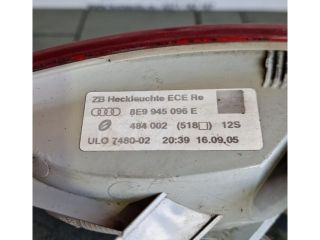 ZB Heckleuchte ECE Re
8E9 945 096 E
484 002 (518□) 12S
ULO 7480-02 20:39 16.09.05